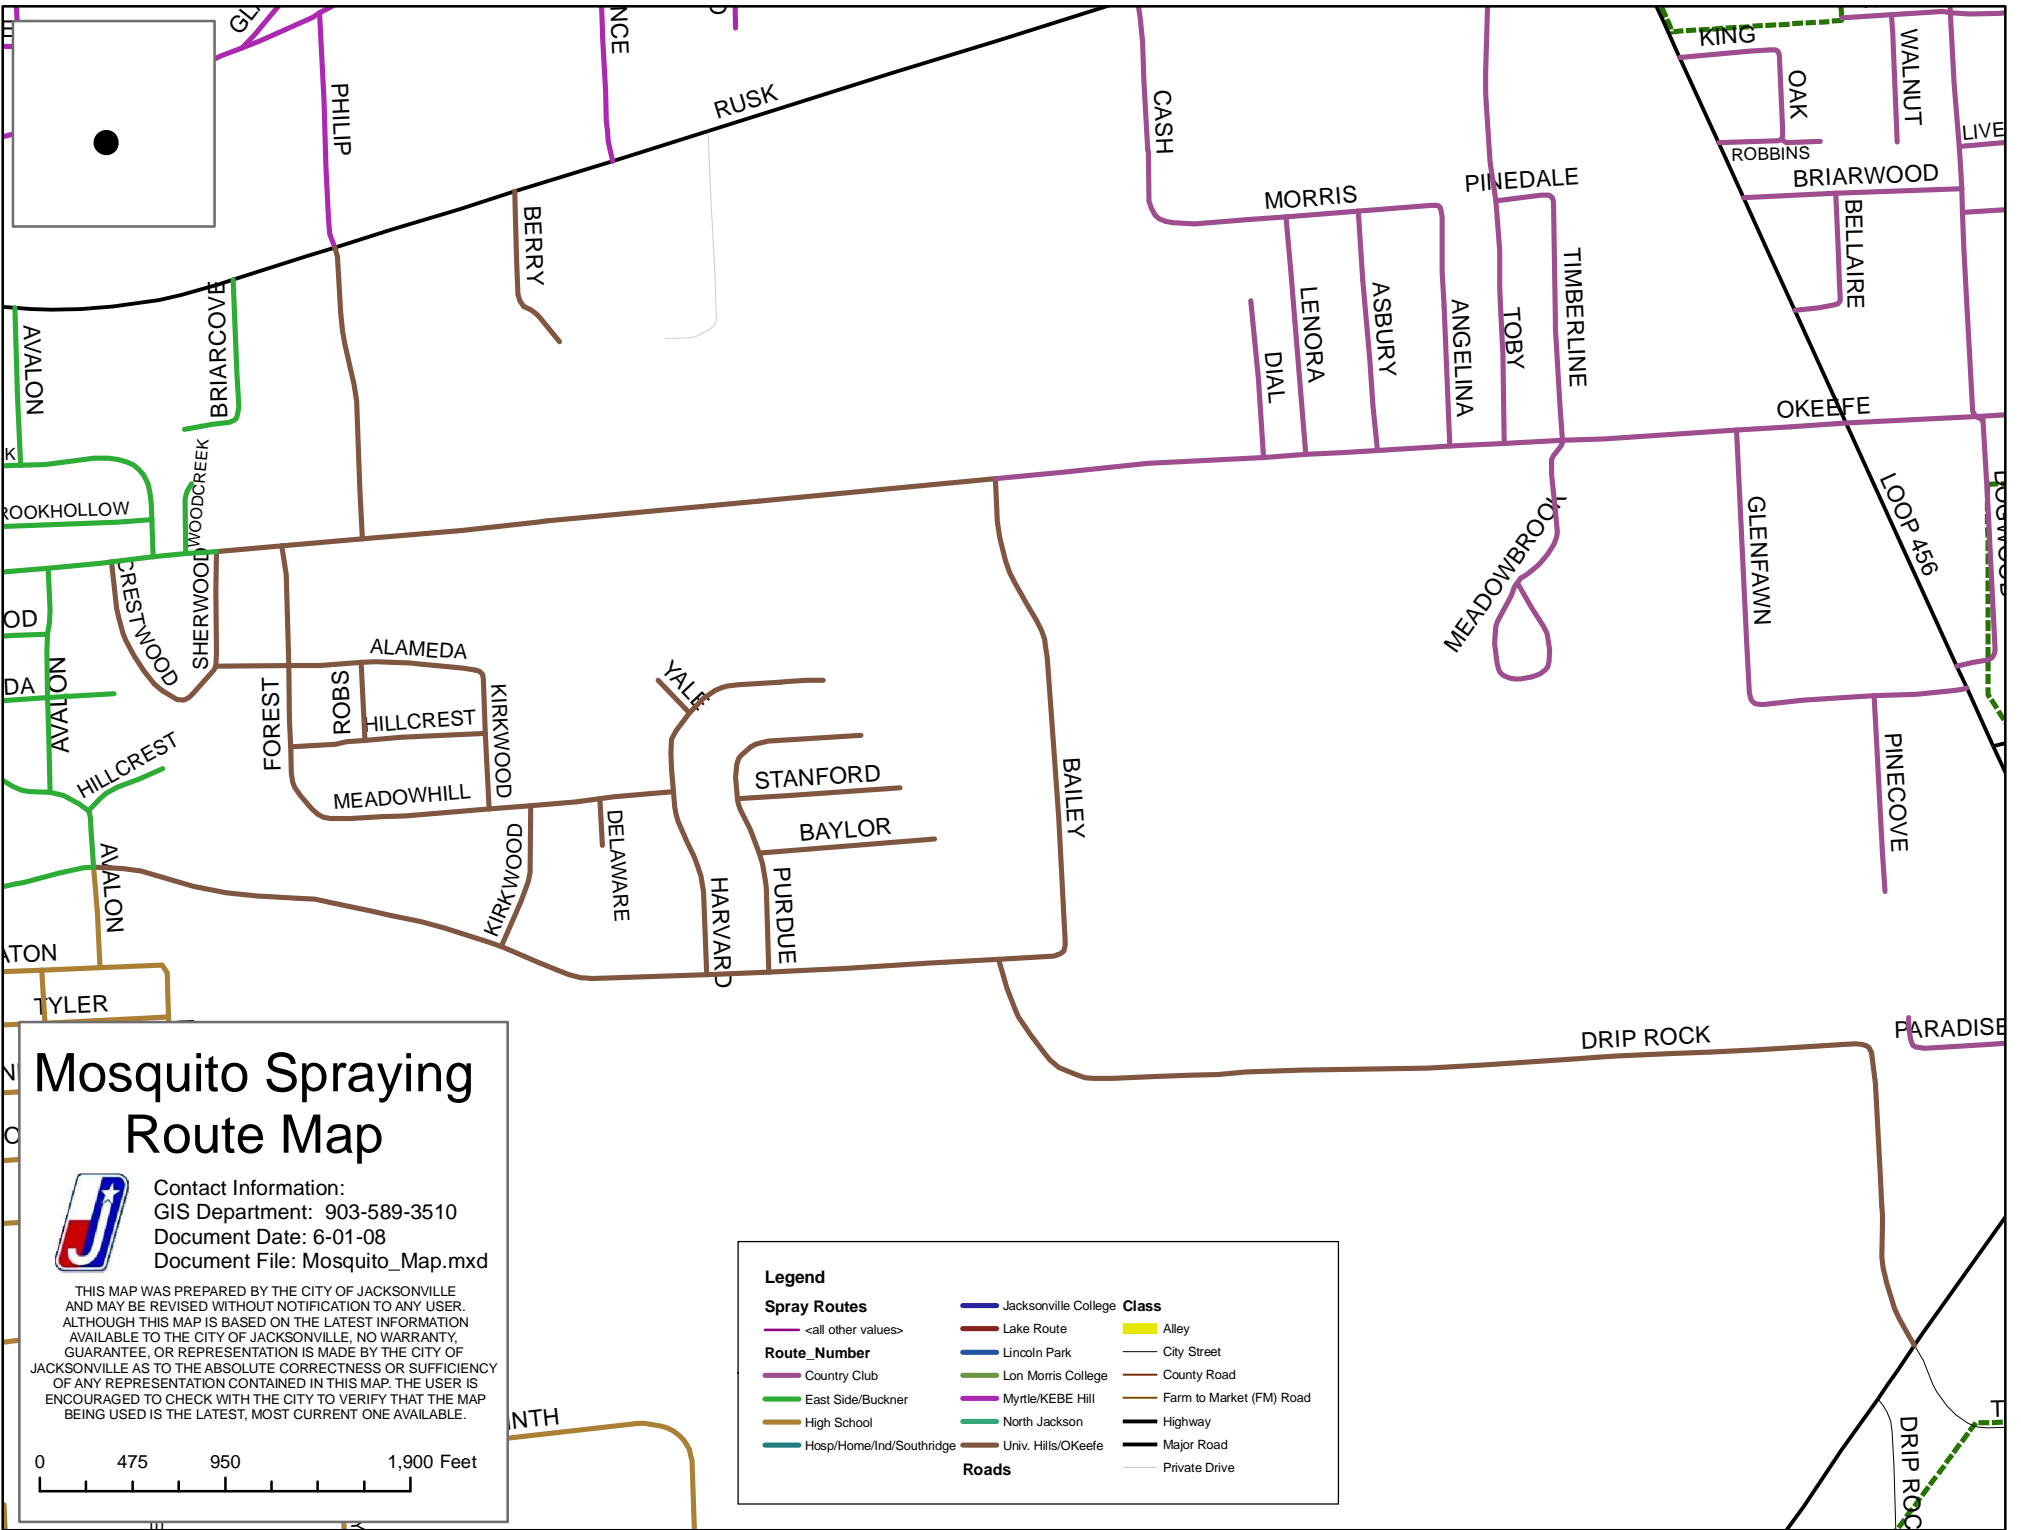 PHILIP
NCE
RUSK
CASH
KING
OAK
WALNUT
LIVE
ROBBINS
BRIARWOOD
BELLAIRE
MORRIS
PINEDALE
BERRY
BRIARCOVE
AVALON
LENORA
ASBURY
ANGELINA
TOBY
TIMBERLINE
DIAL
OKEEFE
LOOP 456
DOGWOOD
K
ROOKHOLLOW
WOODCREEK
SHERWOOD
CRESTWOOD
MEADOWBROOK
GLENFAWN
OD
DA
AVALON
ALAMEDA
FOREST
ROBS
HILLCREST
KIRKWOOD
YALE
HILLCREST
MEADOWHILL
STANFORD
BAYLOR
BAILEY
PINECOVE
AVALON
KIRKWOOD
DELAWARE
HARVARD
PURDUE
ATON
TYLER
DRIP ROCK
PARADISE
Mosquito Spraying
Route Map
Contact Information:
GIS Department: 903-589-3510
Document Date: 6-01-08
Document File: Mosquito_Map.mxd
THIS MAP WAS PREPARED BY THE CITY OF JACKSONVILLE
AND MAY BE REVISED WITHOUT NOTIFICATION TO ANY USER.
ALTHOUGH THIS MAP IS BASED ON THE LATEST INFORMATION
AVAILABLE TO THE CITY OF JACKSONVILLE, NO WARRANTY,
GUARANTEE, OR REPRESENTATION IS MADE BY THE CITY OF
JACKSONVILLE AS TO THE ABSOLUTE CORRECTNESS OR SUFFICIENCY
OF ANY REPRESENTATION CONTAINED IN THIS MAP. THE USER IS
ENCOURAGED TO CHECK WITH THE CITY TO VERIFY THAT THE MAP
BEING USED IS THE LATEST, MOST CURRENT ONE AVAILABLE.
0 475 950 1,900 Feet
INTH
Legend
Spray Routes
<all other values>
Route_Number
Country Club
East Side/Buckner
High School
Hosp/Home/Ind/Southridge
Jacksonville College
Lake Route
Lincoln Park
Lon Morris College
Myrtle/KEBE Hill
North Jackson
Univ. Hills/OKeefe
Roads
Class
Alley
City Street
County Road
Farm to Market (FM) Road
Highway
Major Road
Private Drive
DRIP ROC